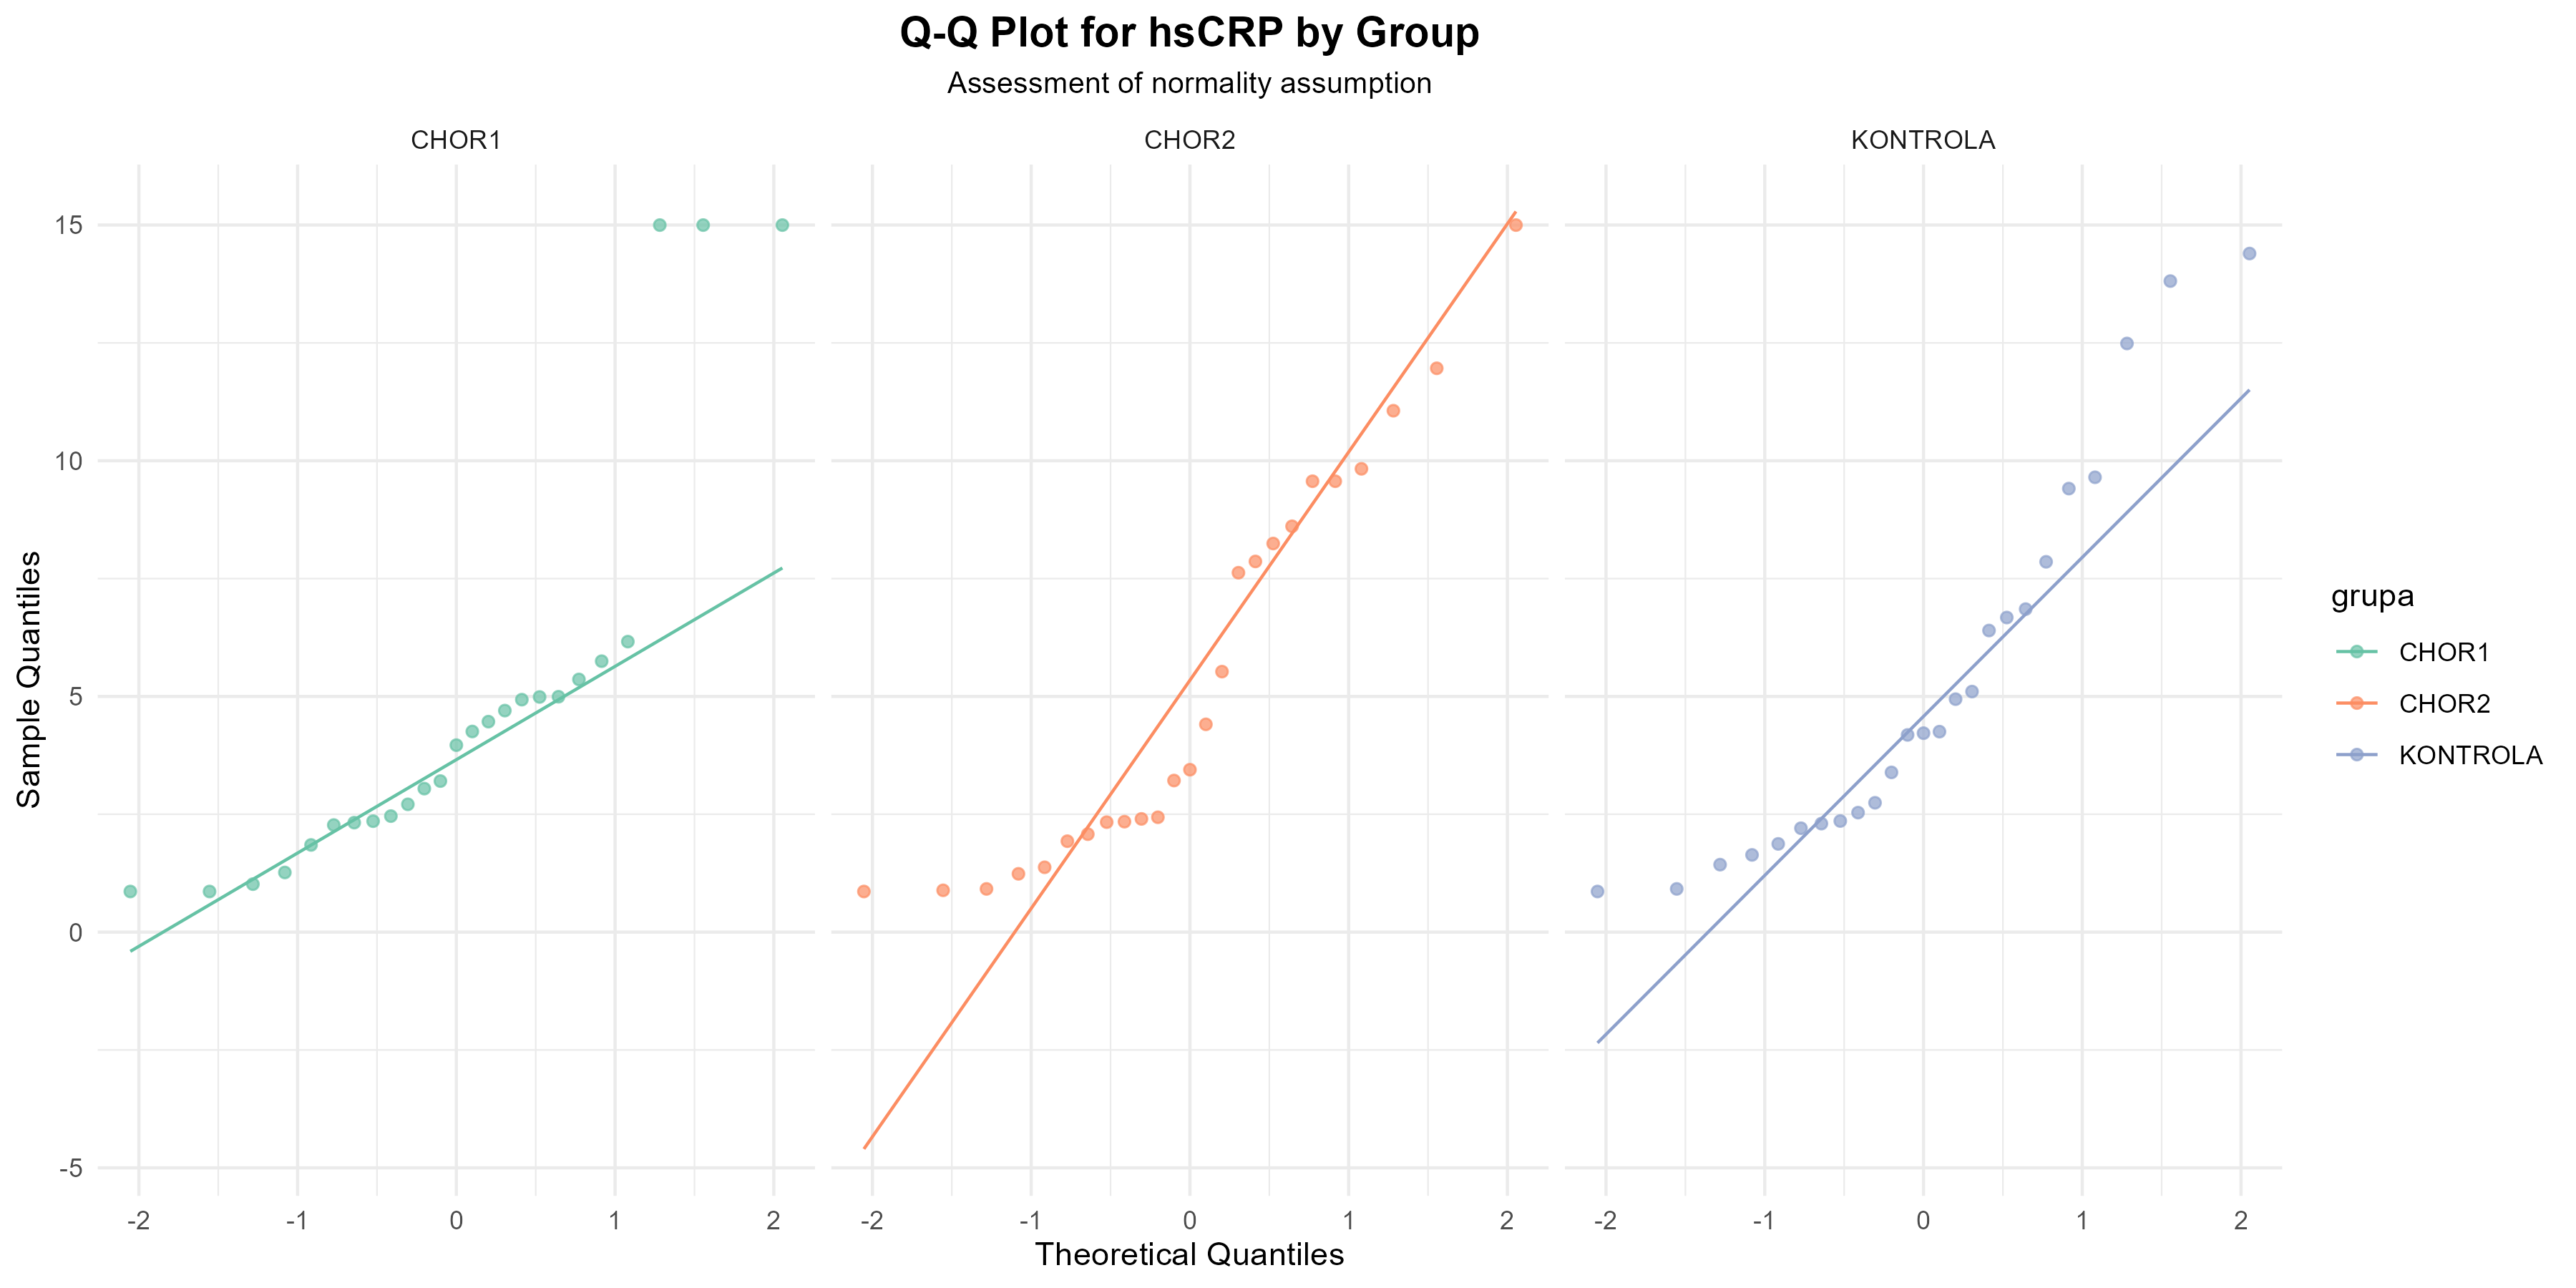 Q-Q Plot for hsCRP by Group
Assessment of normality assumption
CHOR1 CHOR2 KONTROLA
15
10
5
0
-5
Sample Quantiles
-2 -1 0 1 2 -2 -1 0 1 2 -2 -1 0 1 2
Theoretical Quantiles
grupa
CHOR1
CHOR2
KONTROLA